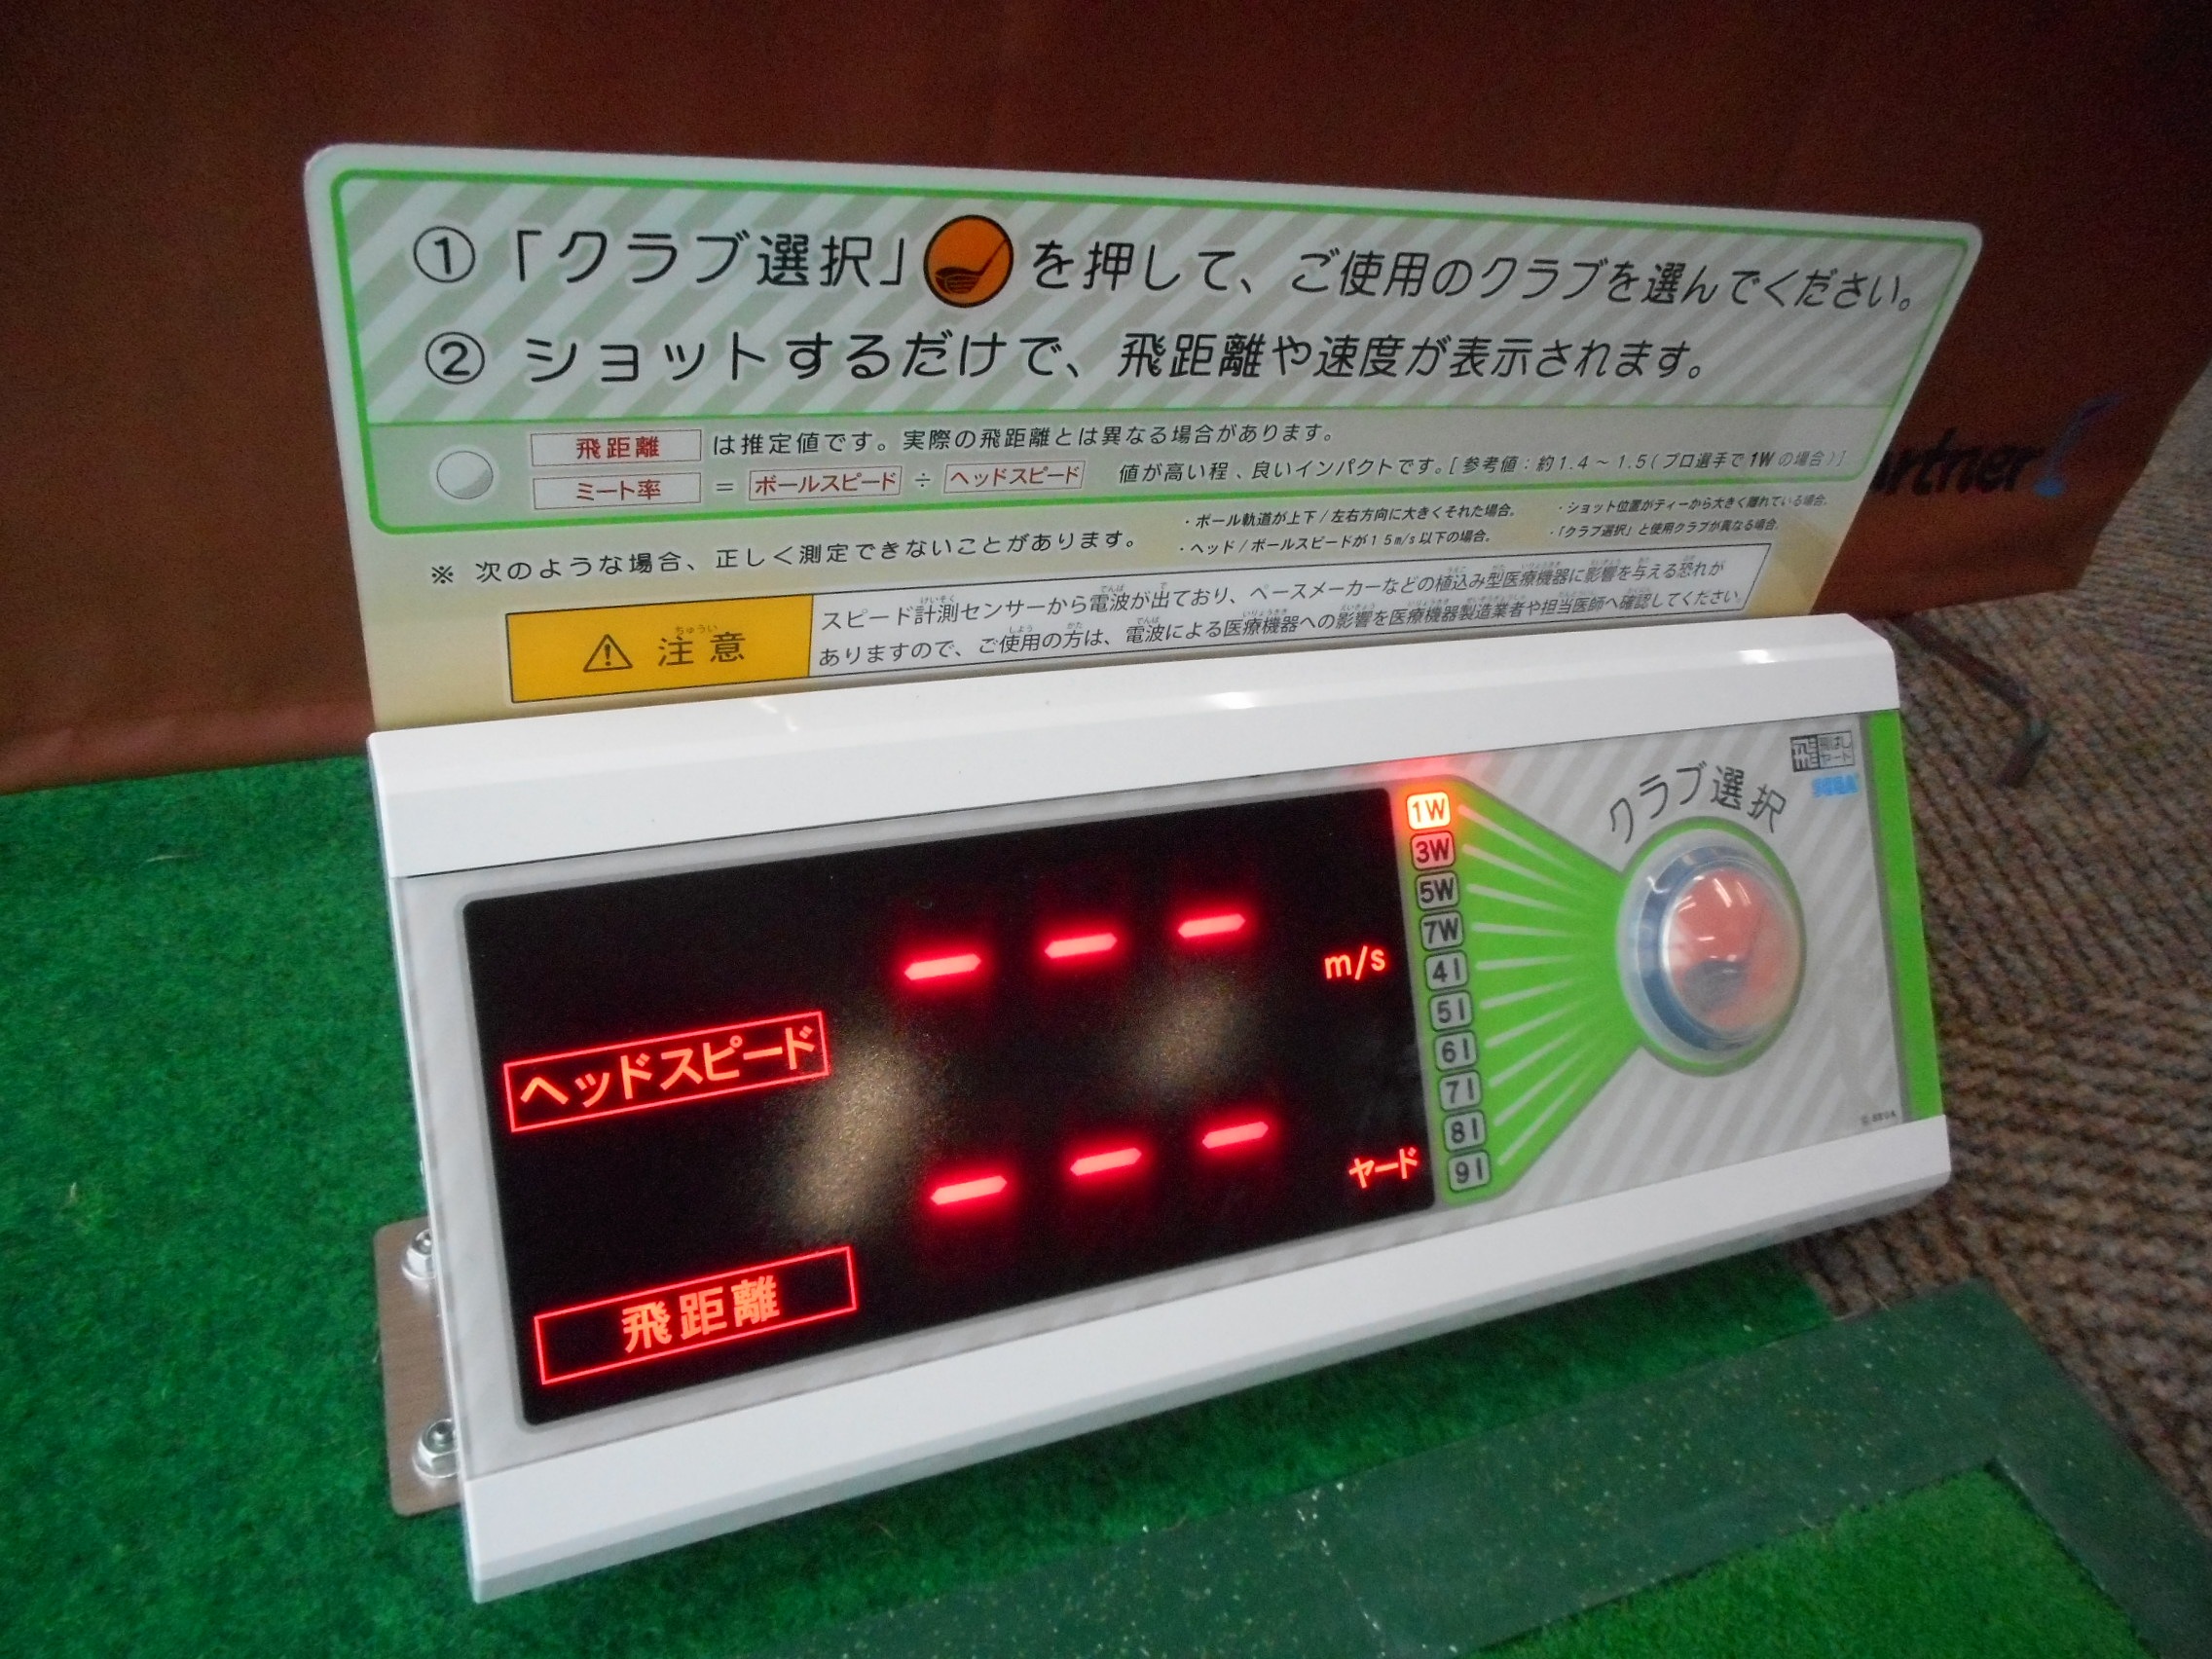 ①「クラブ選択」を押して、ご使用のクラブを選んでください。
② ショットするだけで、飛距離や速度が表示されます。
飛距離 は推定値です。実際の飛距離とは異なる場合があります。
ミート率 = ボールスピード ÷ ヘッドスピード 値が高い程、良いインパクトです。[参考値：約1.4～1.5(プロ選手で1Wの場合)]
※ 次のような場合、正しく測定できないことがあります。
・ボール軌道が上下/左右方向に大きくそれた場合。
・ショット位置がティーから大きく離れている場合。
・ヘッド/ボールスピードが15m/s以下の場合。
・「クラブ選択」と使用クラブが異なる場合。
⚠ 注意
ちゅうい
スピード計測センサーから電波が出ており、ペースメーカーなどの植込み型医療機器に影響を与える恐れが
ありますので、ご使用の方は、電波による医療機器への影響を医療機器製造業者や担当医師へ確認してください。
artner
クラブ選択
飛ばしヤード
SEGA
1W
3W
5W
7W
4I
5I
6I
7I
8I
9I
--- m/s
ヘッドスピード
--- ヤード
飛距離